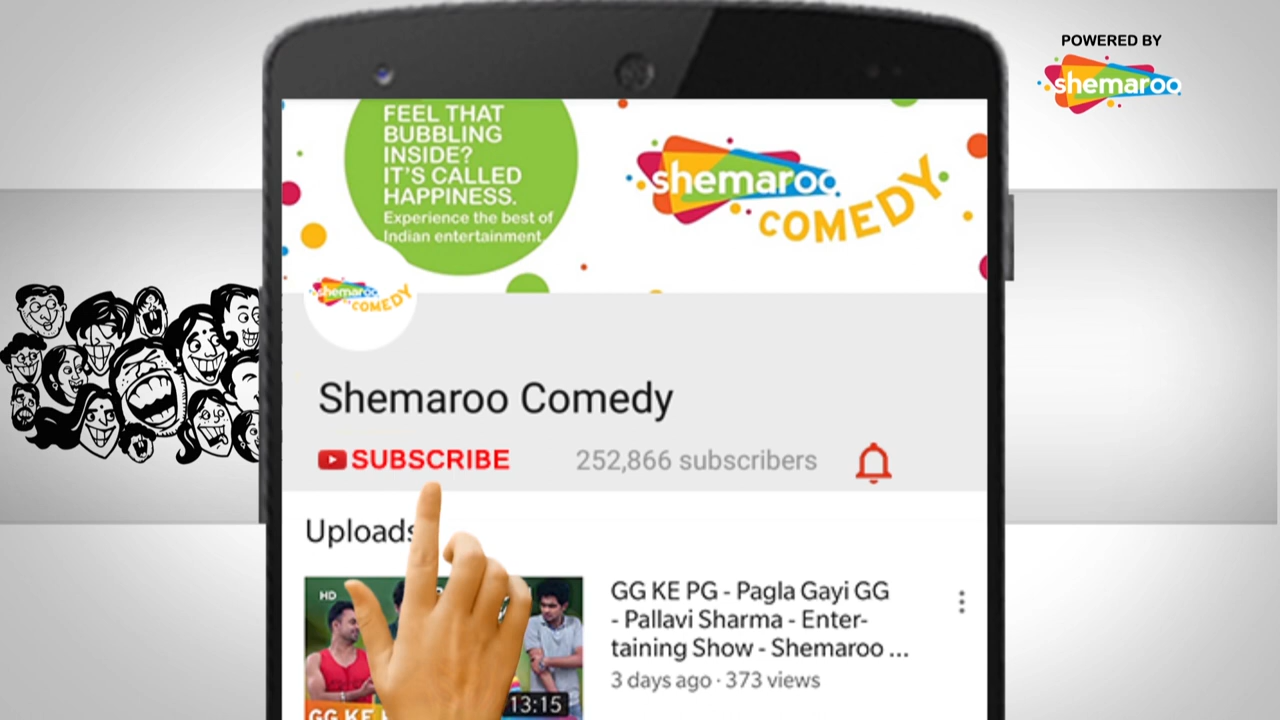 POWERED BY
shemaroo
FEEL THAT
BUBBLING
INSIDE?
IT'S CALLED
HAPPINESS.
Experience the best of
Indian entertainment
shemaroo
COMEDY
shemaroo
COMEDY
Shemaroo Comedy
SUBSCRIBE
252,866 subscribers
Uploads
HD
13:15
GG KE
GG KE PG - Pagla Gayi GG
- Pallavi Sharma - Enter-
taining Show - Shemaroo ...
3 days ago · 373 views